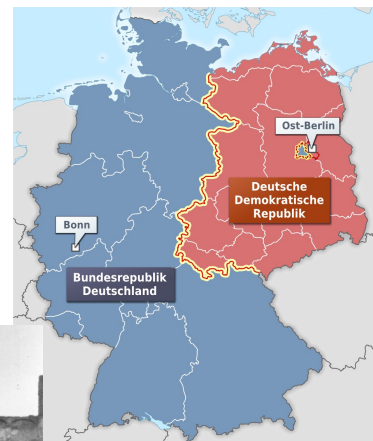 Ost-Berlin
Deutsche
Demokratische
Republik
Bonn
Bundesrepublik
Deutschland